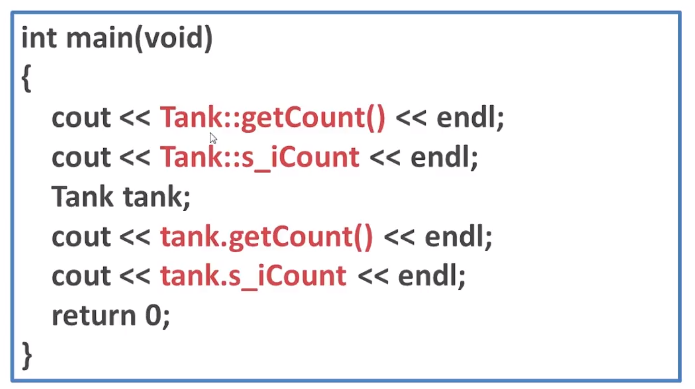 int main(void)
{
cout << Tank::getCount() << endl;
cout << Tank::s_iCount << endl;
Tank tank;
cout << tank.getCount() << endl;
cout << tank.s_iCount << endl;
return 0;
}